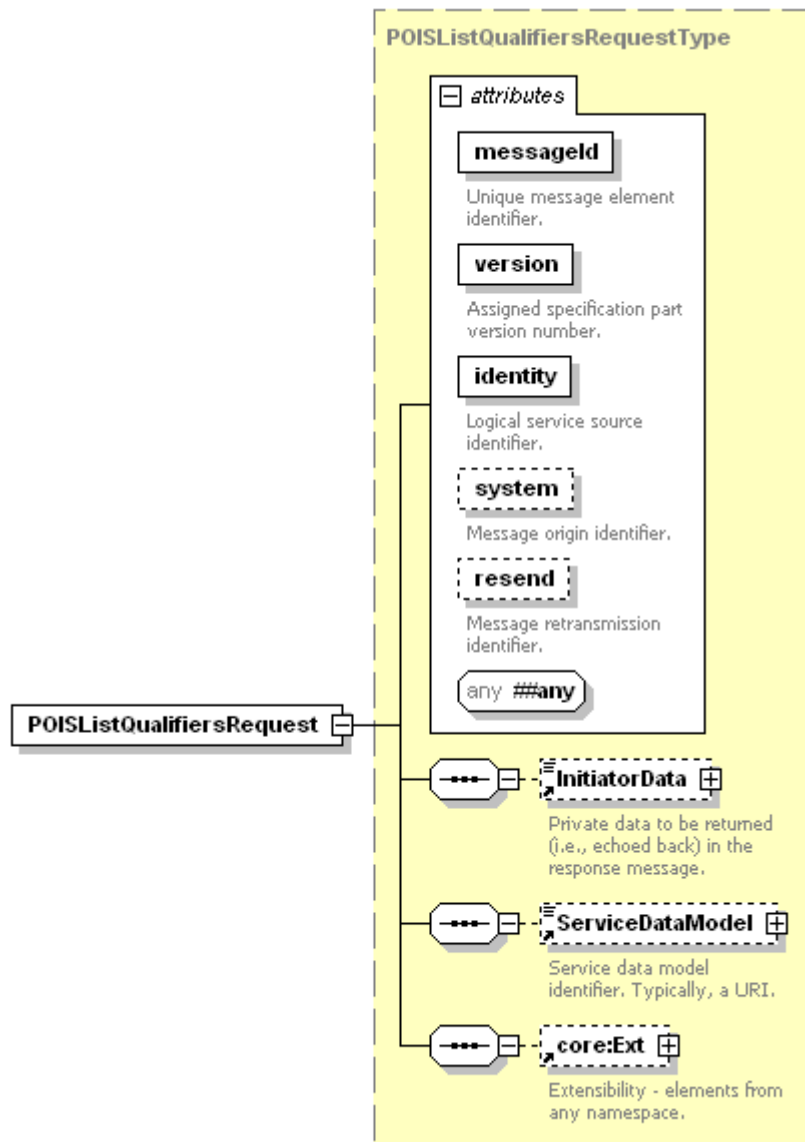 POISListQualifiersRequestType
attributes
messageId
Unique message element
identifier.
version
Assigned specification part
version number.
identity
Logical service source
identifier.
system
Message origin identifier.
resend
Message retransmission
identifier.
any ##any
POISListQualifiersRequest
InitiatorData
Private data to be returned
(i.e., echoed back) in the
response message.
ServiceDataModel
Service data model
identifier. Typically, a URI.
core:Ext
Extensibility - elements from
any namespace.